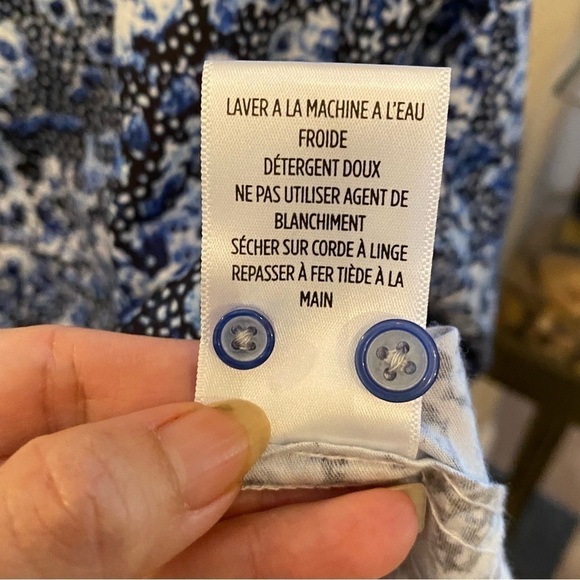 LAVER A LA MACHINE A L'EAU
FROIDE
DÉTERGENT DOUX
NE PAS UTILISER AGENT DE
BLANCHIMENT
SÉCHER SUR CORDE À LINGE
REPASSER À FER TIÈDE À LA
MAIN